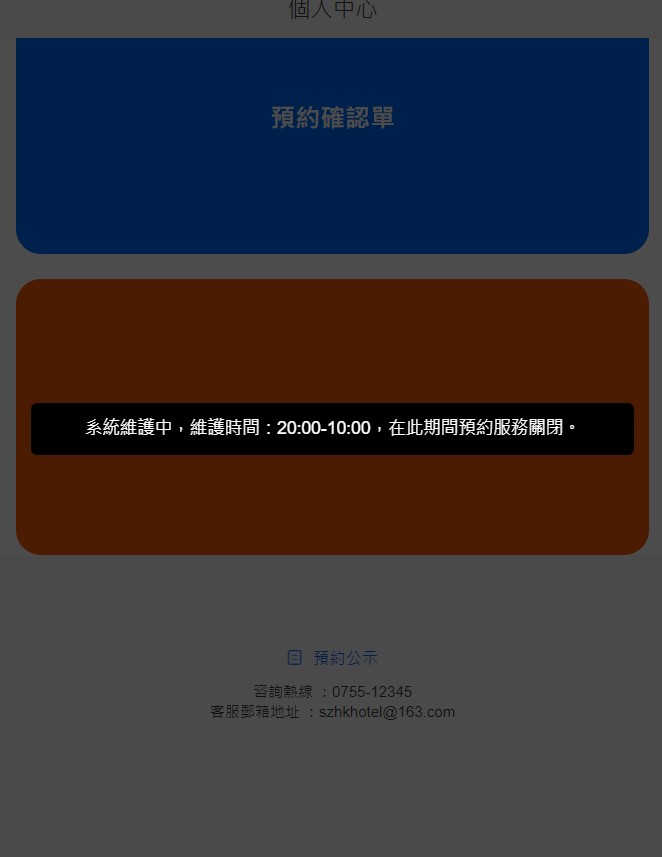 個人中心
預約確認單
系統維護中，維護時間：20:00-10:00，在此期間預約服務關閉。
預約公示
咨詢熱線 ：0755-12345
客服郵箱地址 ：szhkhotel@163.com